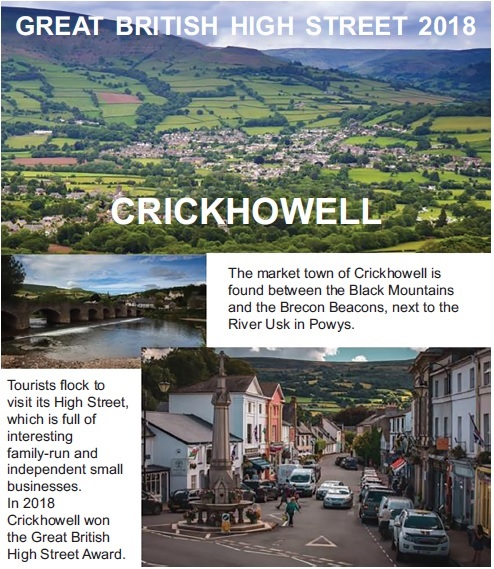 GREAT BRITISH HIGH STREET 2018
CRICKHOWELL
The market town of Crickhowell is
found between the Black Mountains
and the Brecon Beacons, next to the
River Usk in Powys.
Tourists flock to
visit its High Street,
which is full of
interesting
family-run and
independent small
businesses.
In 2018
Crickhowell won
the Great British
High Street Award.